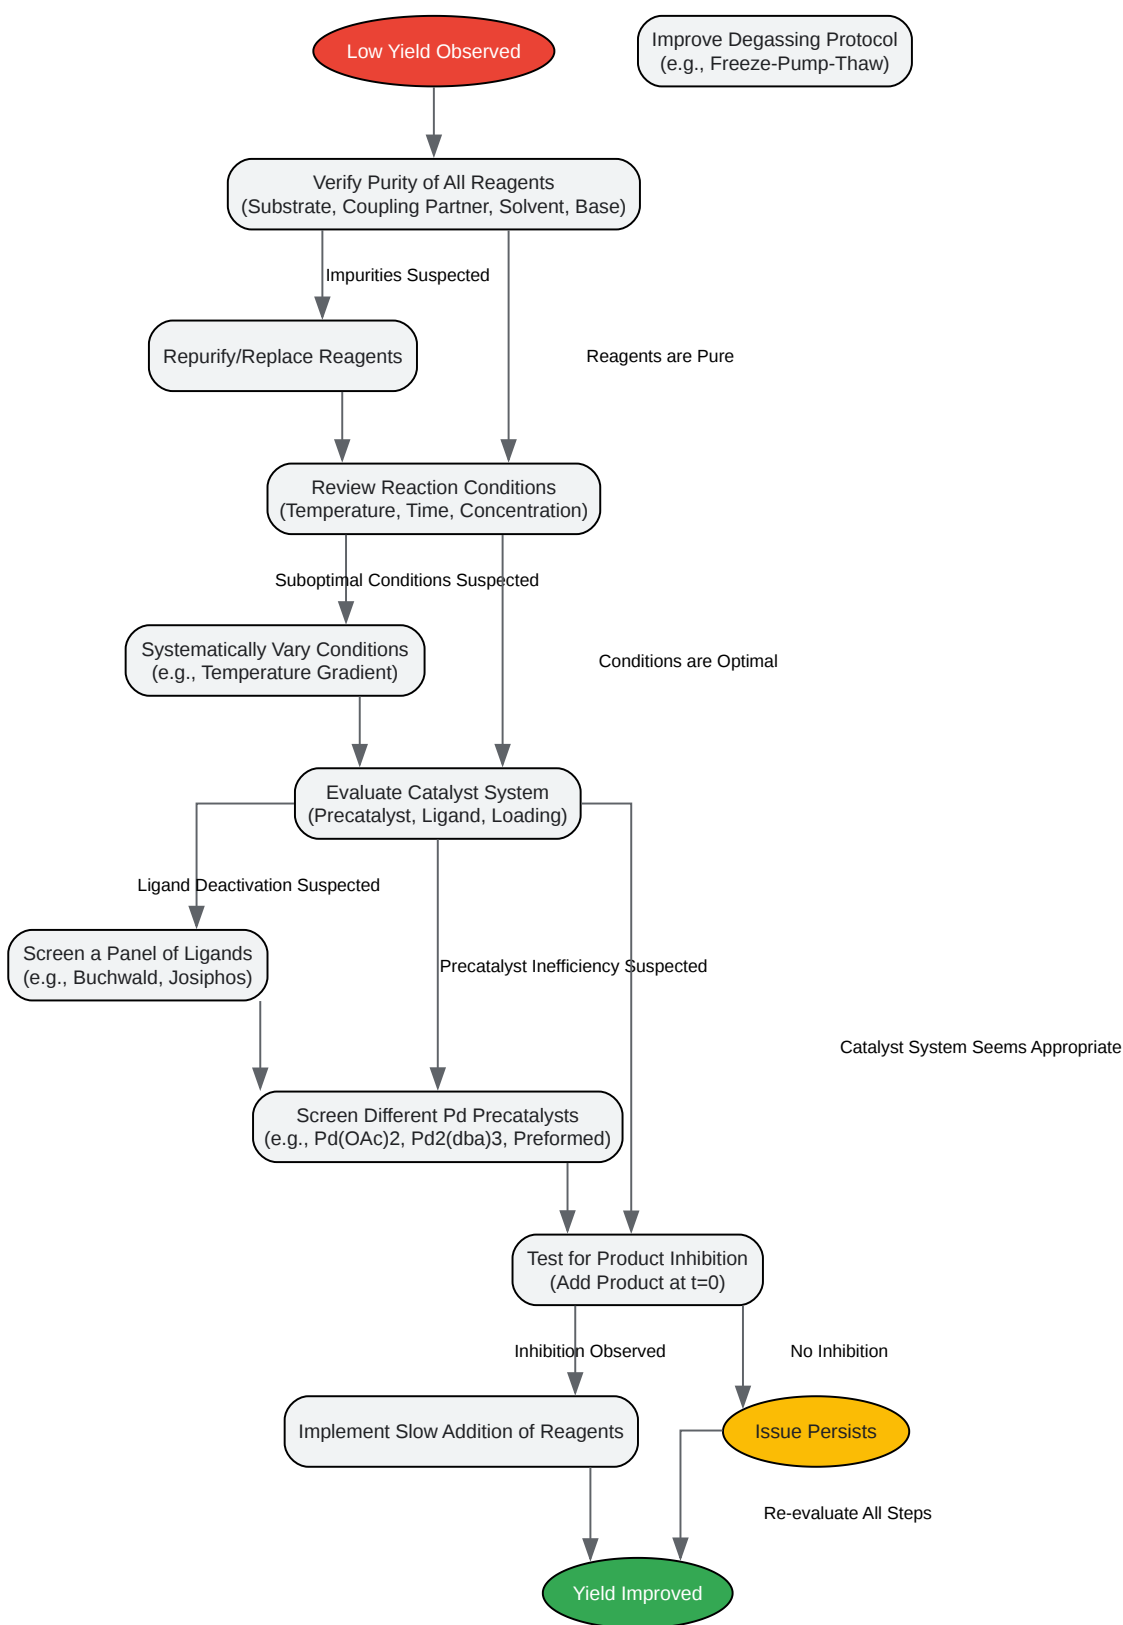 Low Yield Observed
Improve Degassing Protocol
(e.g., Freeze-Pump-Thaw)
Verify Purity of All Reagents
(Substrate, Coupling Partner, Solvent, Base)
Impurities Suspected
Repurify/Replace Reagents
Reagents are Pure
Review Reaction Conditions
(Temperature, Time, Concentration)
Suboptimal Conditions Suspected
Systematically Vary Conditions
(e.g., Temperature Gradient)
Conditions are Optimal
Evaluate Catalyst System
(Precatalyst, Ligand, Loading)
Ligand Deactivation Suspected
Screen a Panel of Ligands
(e.g., Buchwald, Josiphos)
Precatalyst Inefficiency Suspected
Catalyst System Seems Appropriate
Screen Different Pd Precatalysts
(e.g., Pd(OAc)2, Pd2(dba)3, Preformed)
Test for Product Inhibition
(Add Product at t=0)
Inhibition Observed
No Inhibition
Implement Slow Addition of Reagents
Issue Persists
Re-evaluate All Steps
Yield Improved